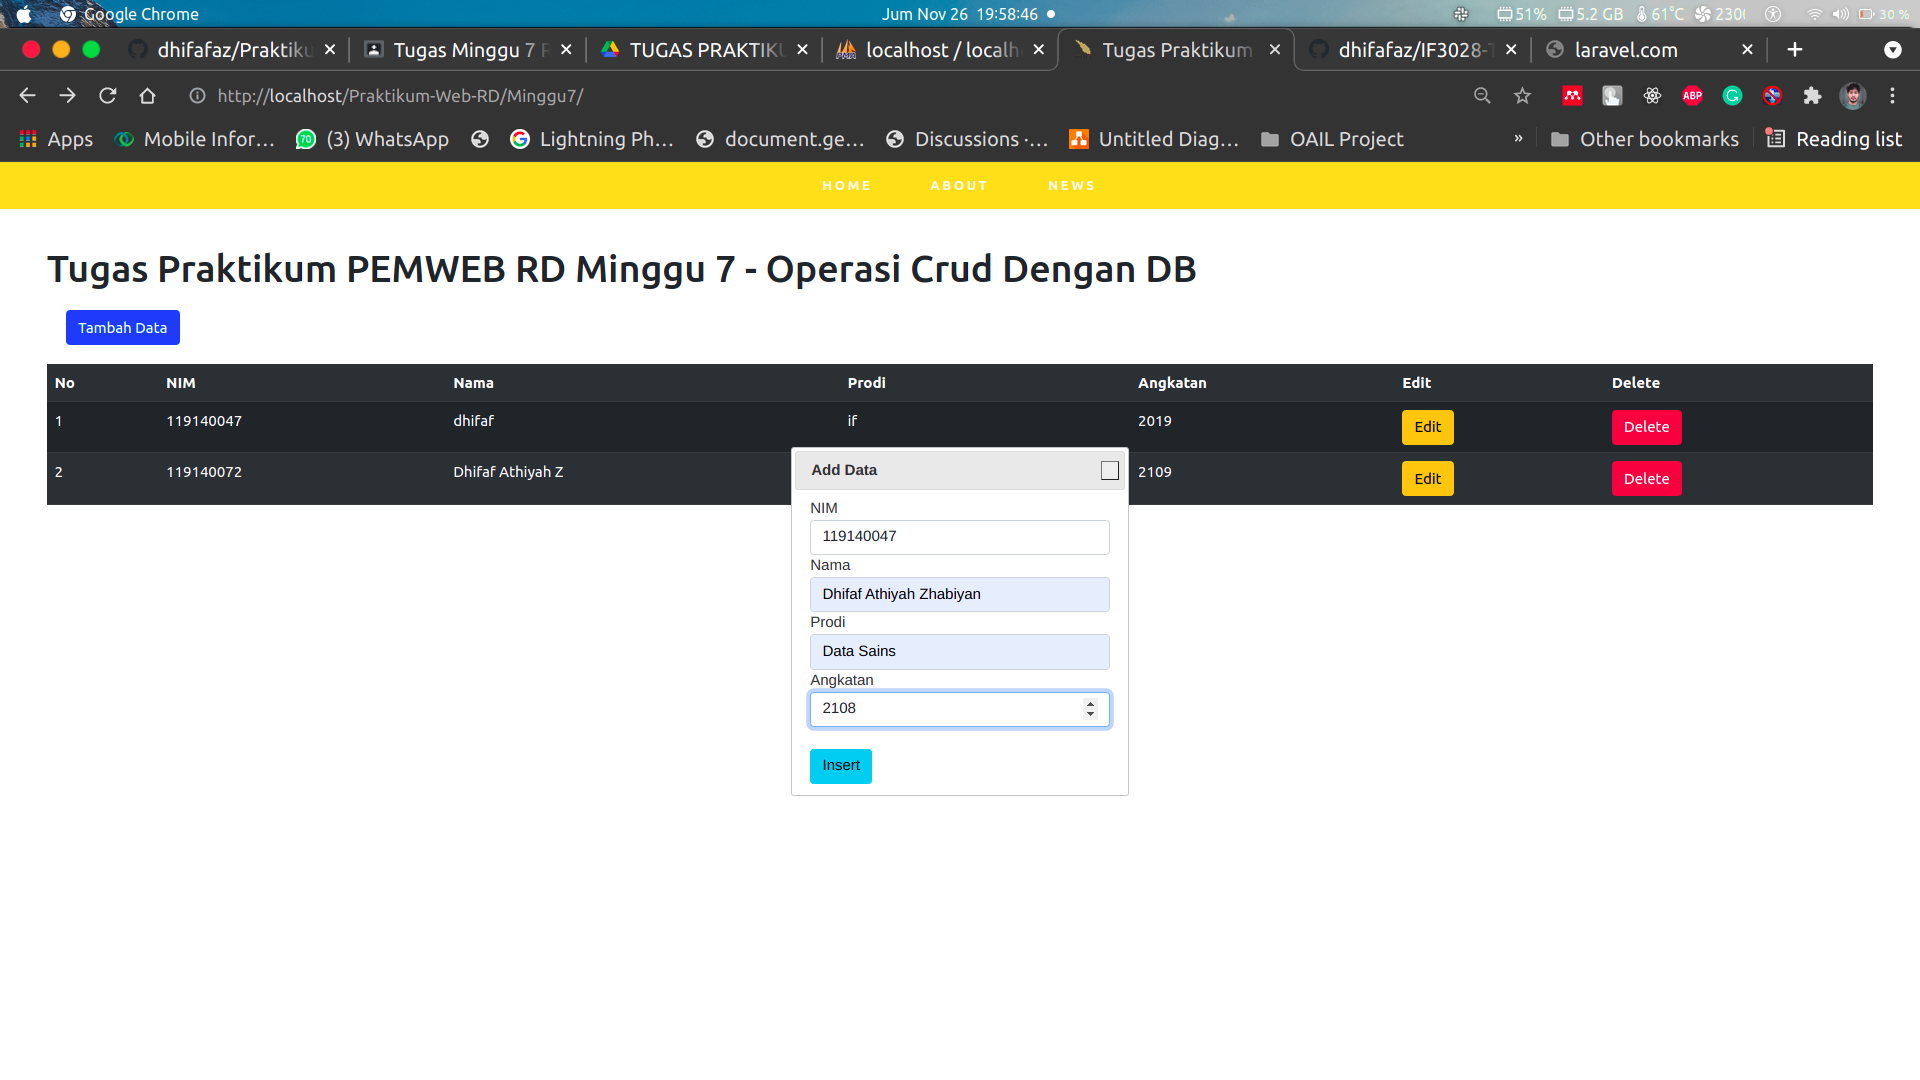 Google Chrome
Jum Nov 26 19:58:46
51% 5.2 GB 61°C 2300 30 %
dhifafaz/Praktiku
Tugas Minggu 7 R
TUGAS PRAKTIKU
localhost / localh
Tugas Praktikum
dhifafaz/IF3028-T
laravel.com
http://localhost/Praktikum-Web-RD/Minggu7/
ABP
Apps
Mobile Infor...
70
(3) WhatsApp
Lightning Ph...
document.ge...
Discussions ·...
Untitled Diag...
OAIL Project
»
Other bookmarks
Reading list
HOME ABOUT NEWS
Tugas Praktikum PEMWEB RD Minggu 7 - Operasi Crud Dengan DB
Tambah Data
No NIM Nama Prodi Angkatan Edit Delete
1 119140047 dhifaf if 2019 Edit Delete
2 119140072 Dhifaf Athiyah Z 2109 Edit Delete
Add Data
NIM
119140047
Nama
Dhifaf Athiyah Zhabiyan
Prodi
Data Sains
Angkatan
2108
Insert